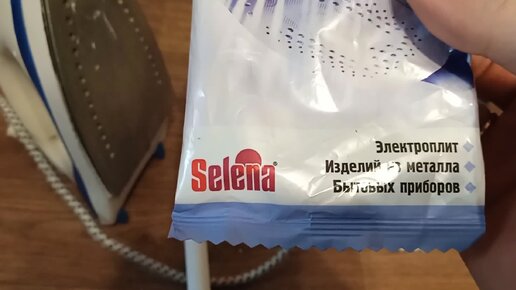 Электроплит
Selena®
Изделий из металла
Бытовых приборов